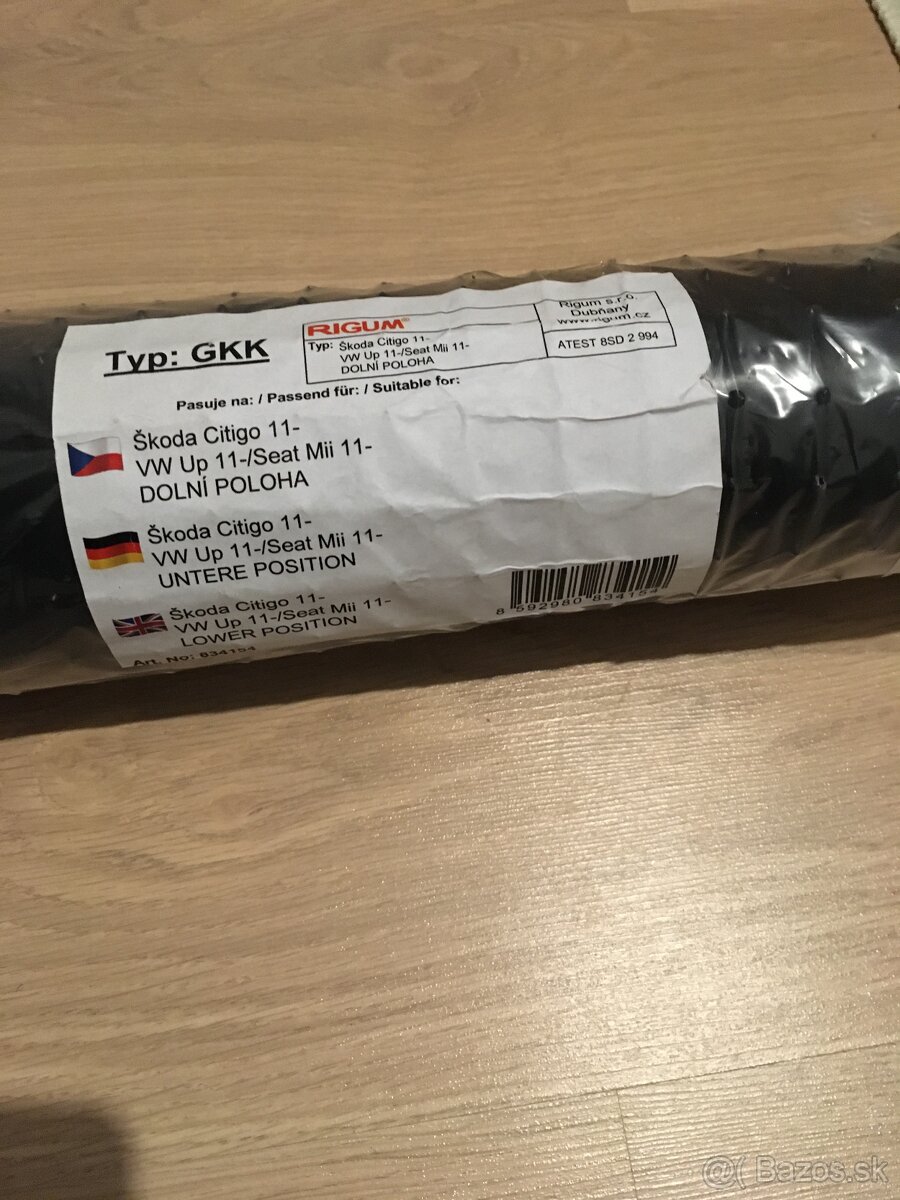 Typ: GKK
RIGUM®
Typ: Škoda Citigo 11-
VW Up 11-/Seat Mii 11-
DOLNÍ POLOHA
Rigum s.r.o.
Dubňany
www.rigum.cz
ATEST 8SD 2 994
Pasuje na: / Passend für: / Suitable for:
Škoda Citigo 11-
VW Up 11-/Seat Mii 11-
DOLNÍ POLOHA
Škoda Citigo 11-
VW Up 11-/Seat Mii 11-
UNTERE POSITION
Škoda Citigo 11-
VW Up 11-/Seat Mii 11-
LOWER POSITION
Art. No: 834154
8 592980 834154
@( Bazos.sk